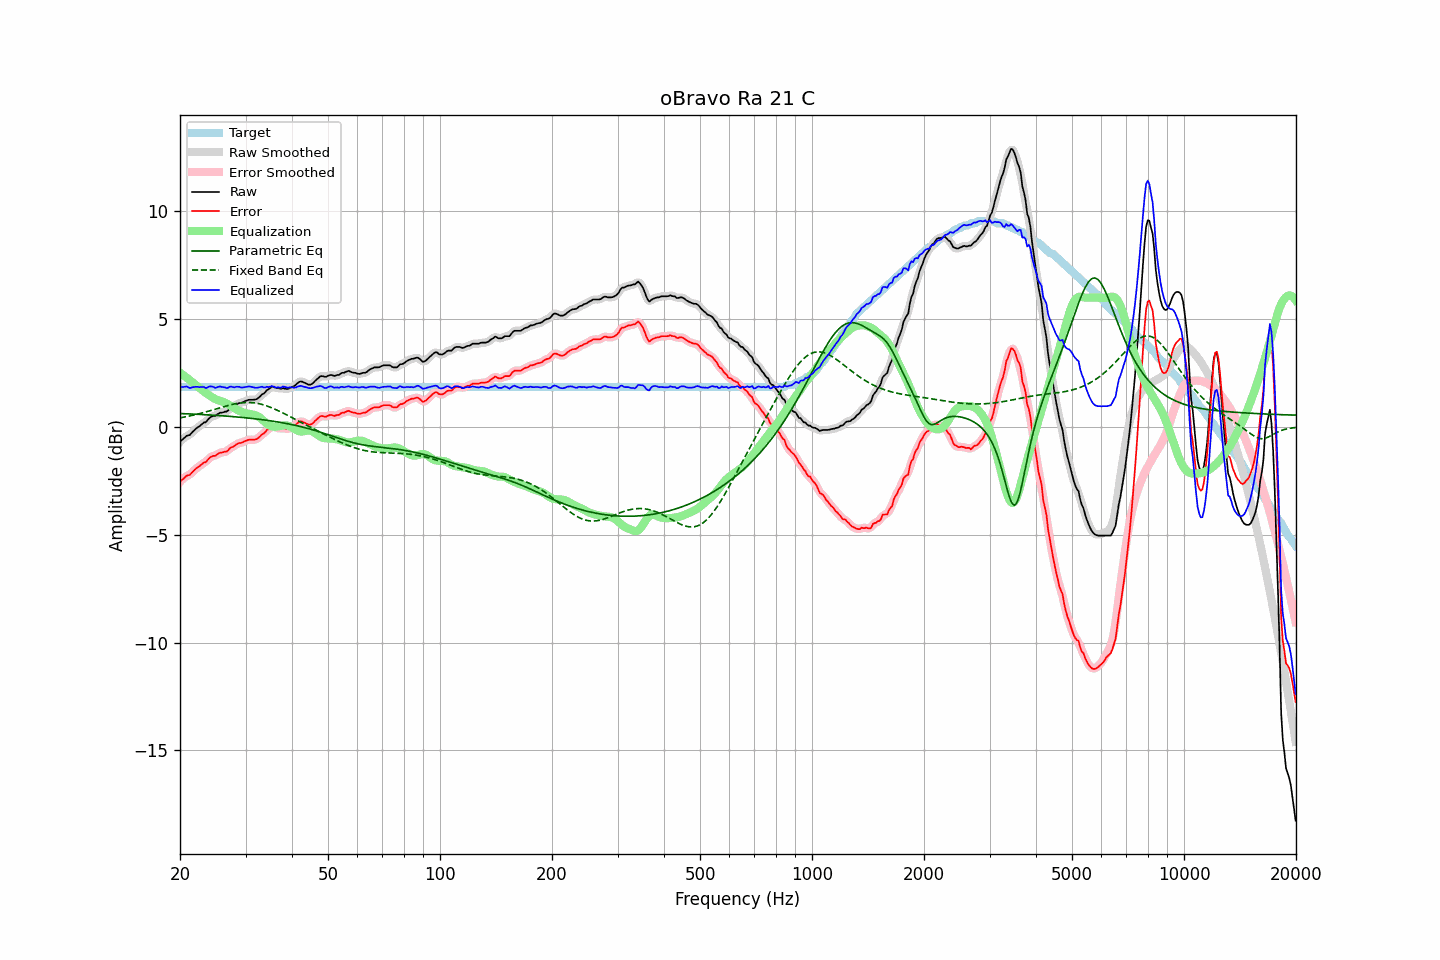 oBravo Ra 21 C
Target
Raw Smoothed
Error Smoothed
Raw
Error
Equalization
Parametric Eq
Fixed Band Eq
Equalized
Amplitude (dBr)
10
5
0
−5
−10
−15
20
50
100
200
500
1000
2000
5000
10000
20000
Frequency (Hz)